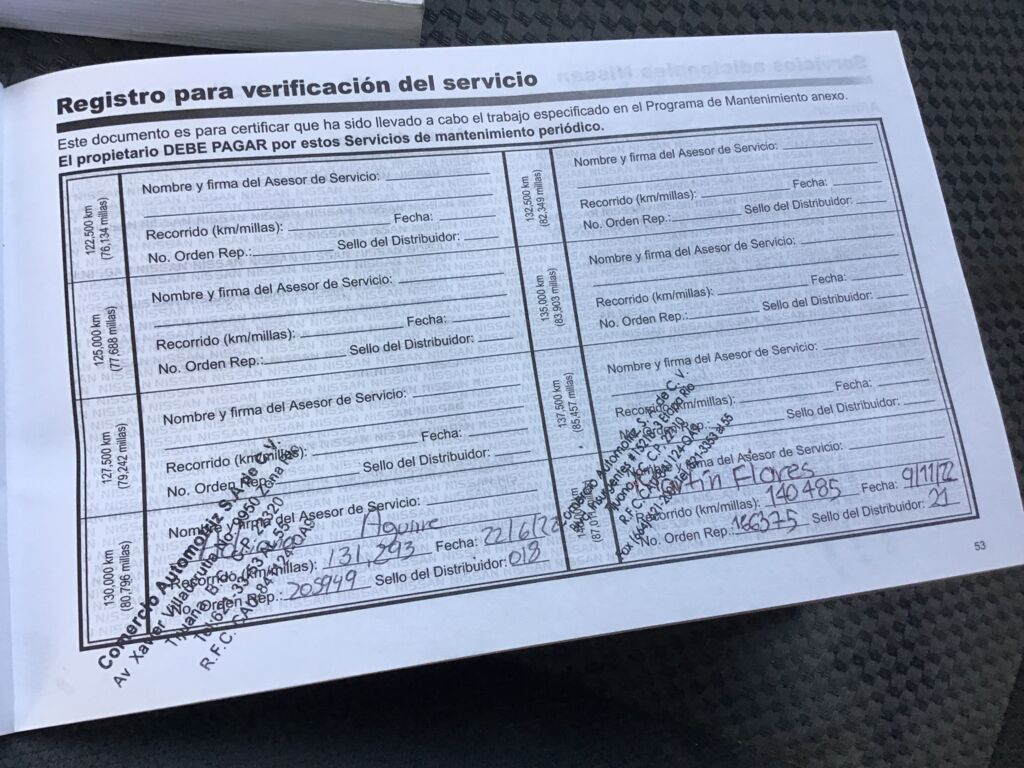 Registro para verificación del servicio
Este documento es para certificar que ha sido llevado a cabo el trabajo especificado en el Programa de Mantenimiento anexo.
El propietario DEBE PAGAR por estos Servicios de mantenimiento periódico.
122,500 km
(76,134 millas)
Nombre y firma del Asesor de Servicio:
Recorrido (km/millas): Fecha:
No. Orden Rep.: Sello del Distribuidor:
125,000 km
(77,688 millas)
Nombre y firma del Asesor de Servicio:
Recorrido (km/millas): Fecha:
No. Orden Rep.: Sello del Distribuidor:
127,500 km
(79,242 millas)
Nombre y firma del Asesor de Servicio:
Recorrido (km/millas): Fecha:
No. Orden Rep.: Sello del Distribuidor:
130,000 km
(80,796 millas)
Nombre y firma del Asesor de Servicio:
Aguirre
Recorrido (km/millas): 131,293 Fecha: 22/6/22
No. Orden Rep.: 205949 Sello del Distribuidor: 018
Comercio Automotriz S.A. de C.V.
Av Xavier Villaurrutia No. 9950 Zona
Tijuana B.C. C.P. 22320
R.F.C.
132,500 km
(82,349 millas)
Nombre y firma del Asesor de Servicio:
Recorrido (km/millas): Fecha:
No. Orden Rep.: Sello del Distribuidor:
135,000 km
(83,903 millas)
Nombre y firma del Asesor de Servicio:
Recorrido (km/millas): Fecha:
No. Orden Rep.: Sello del Distribuidor:
137,500 km
(85,457 millas)
Nombre y firma del Asesor de Servicio:
Recorrido (km/millas): Fecha:
No. Orden Rep.: Sello del Distribuidor:
Nombre y firma del Asesor de Servicio:
Flores
Recorrido (km/millas): 140485 Fecha: 9/11/22
No. Orden Rep.: 166375 Sello del Distribuidor: 21
Comercio Automotriz S.A. de C.V.
53